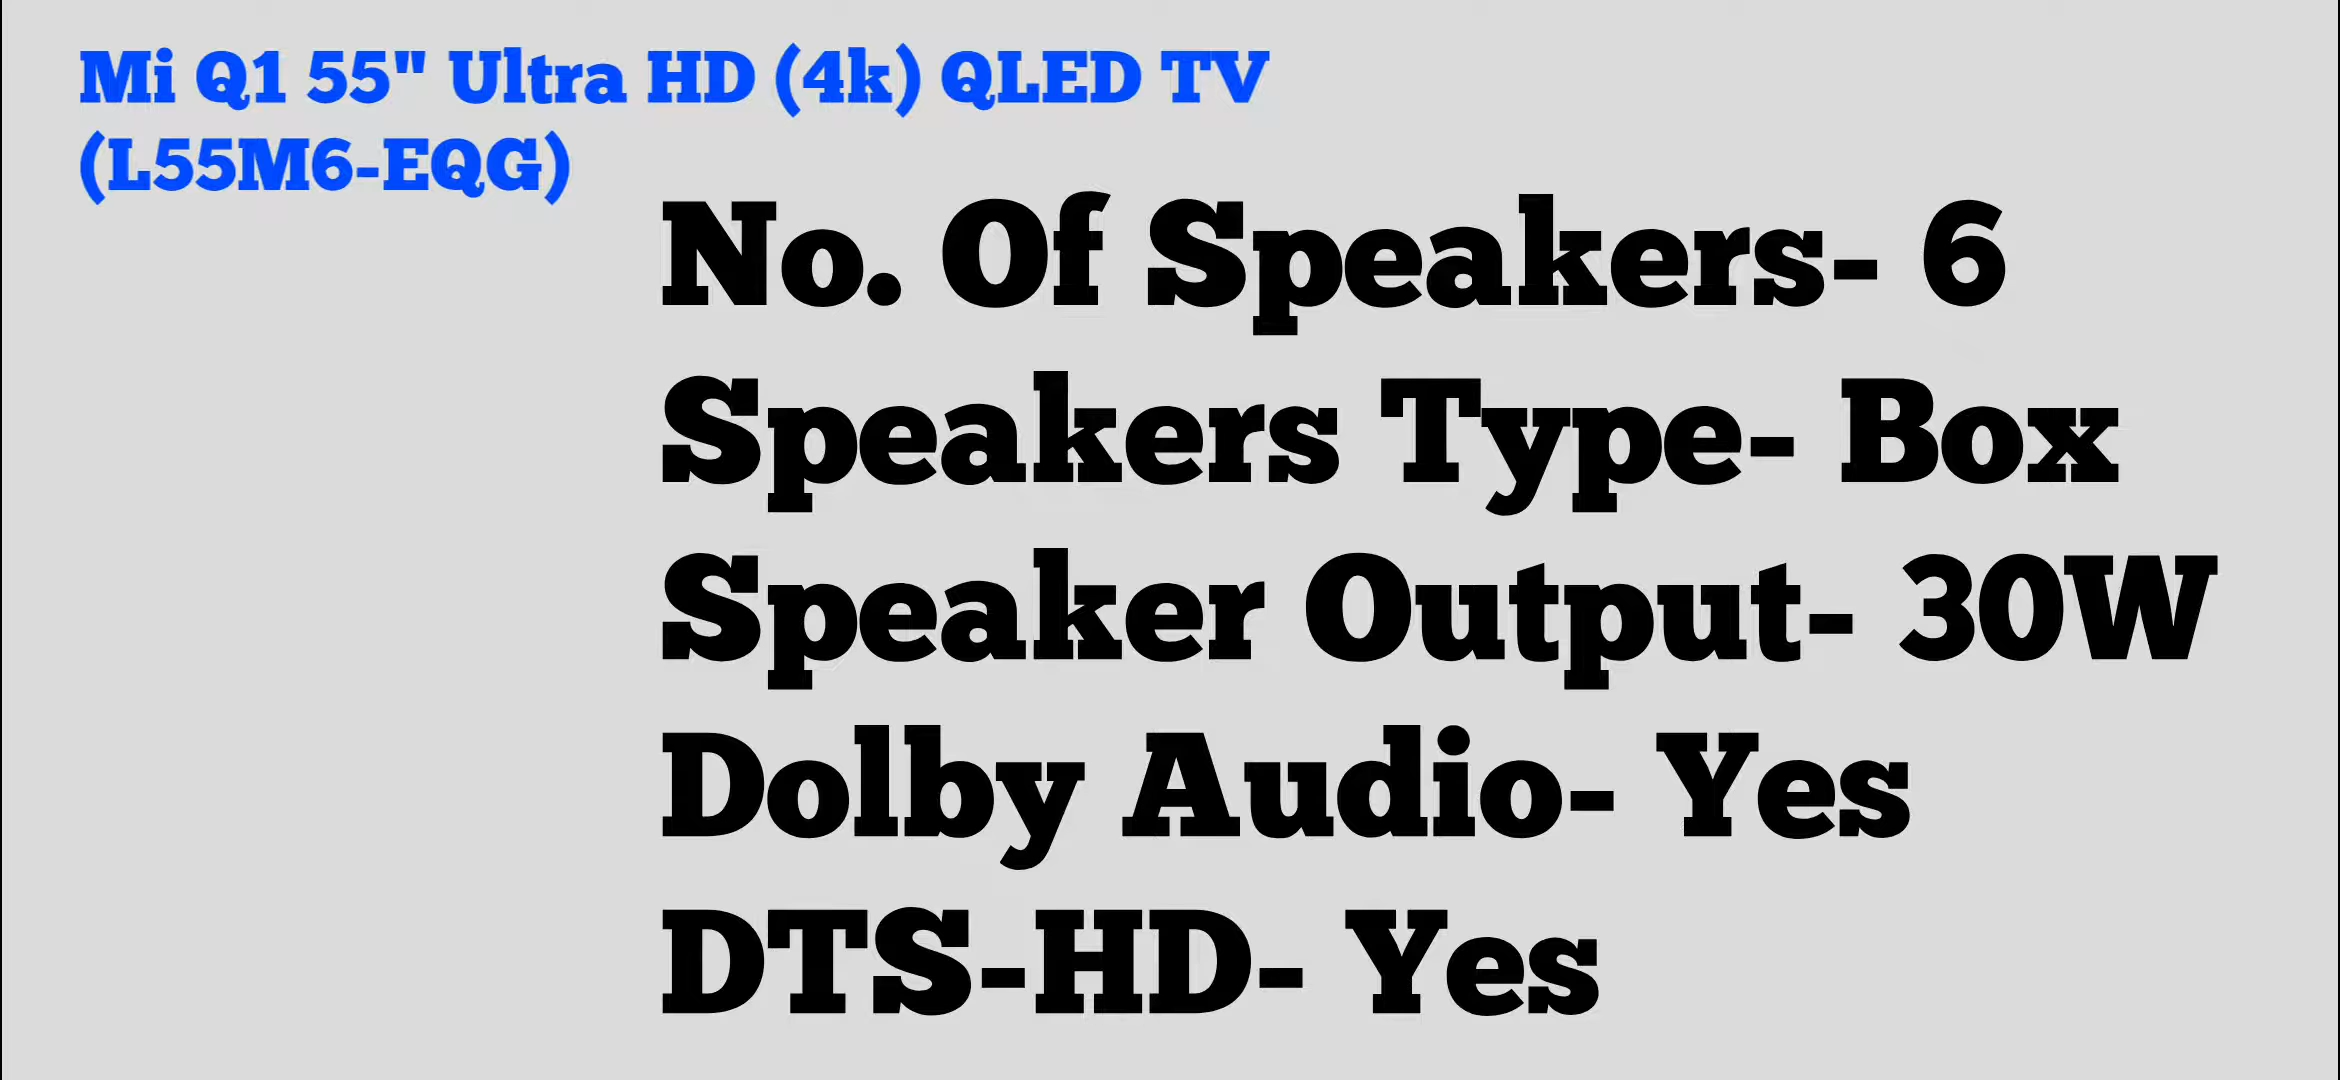 Mi Q1 55" Ultra HD (4k) QLED TV
(L55M6-EQG)
No. Of Speakers- 6
Speakers Type- Box
Speaker Output- 30W
Dolby Audio- Yes
DTS-HD- Yes